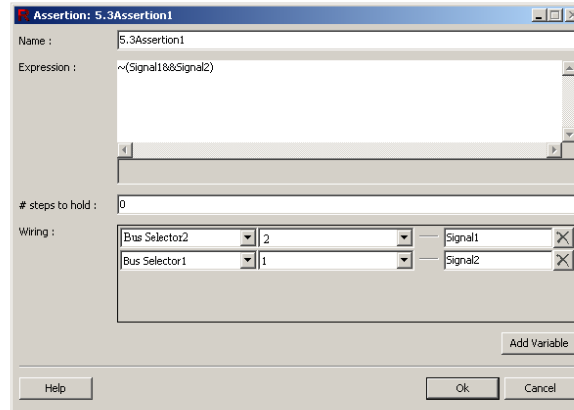 Assertion: 5.3Assertion1
Name : 5.3Assertion1
Expression : ~(Signal1&&Signal2)
# steps to hold : 0
Wiring : Bus Selector2 2 Signal1
Bus Selector1 1 Signal2
Add Variable
Help Ok Cancel